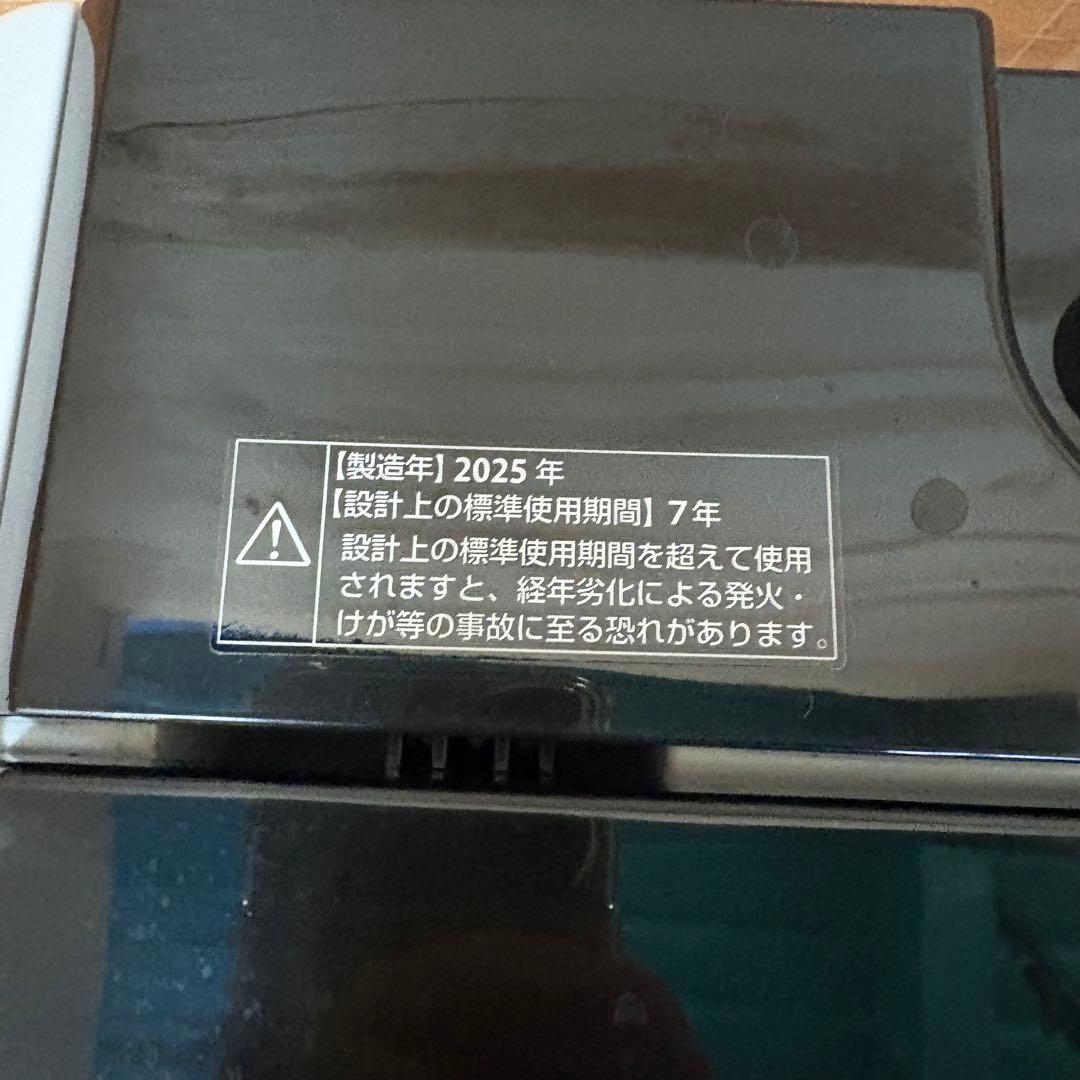 【製造年】2025 年
【設計上の標準使用期間】7年
設計上の標準使用期間を超えて使用
されますと、経年劣化による発火・
けが等の事故に至る恐れがあります。